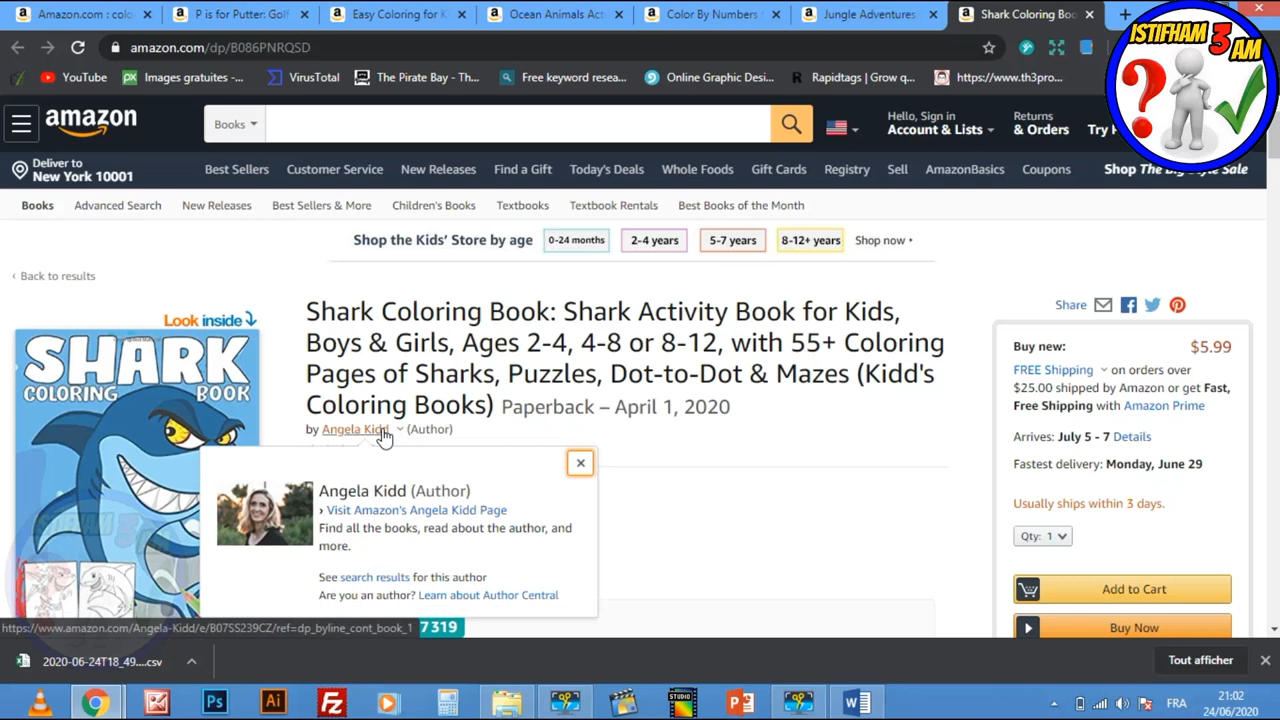 Amazon.com : colo
P is for Putter: Golf
Easy Coloring for K
Ocean Animals Act
Color By Numbers
Jungle Adventures
Shark Coloring Boo
ISTIFHAM 3 AM
amazon.com/dp/B086PNRQSD
YouTube
Images gratuites -...
VirusTotal
The Pirate Bay - Th...
Free keyword resea...
Online Graphic Desi...
Rapidtags | Grow y...
https://www.th3pro...
amazon
Books
Hello, Sign in
Account & Lists
Returns
& Orders
Try
Deliver to
New York 10001
Best Sellers
Customer Service
New Releases
Find a Gift
Today's Deals
Whole Foods
Gift Cards
Registry
Sell
AmazonBasics
Coupons
Shop The Big Style Sale
Books
Advanced Search
New Releases
Best Sellers & More
Children's Books
Textbooks
Textbook Rentals
Best Books of the Month
Shop the Kids' Store by age
0-24 months
2-4 years
5-7 years
8-12+ years
Shop now
‹ Back to results
Look inside
SHARK
COLORING BOOK
Shark Coloring Book: Shark Activity Book for Kids,
Boys & Girls, Ages 2-4, 4-8 or 8-12, with 55+ Coloring
Pages of Sharks, Puzzles, Dot-to-Dot & Mazes (Kidd's
Coloring Books) Paperback – April 1, 2020
by Angela Kidd (Author)
Angela Kidd (Author)
› Visit Amazon's Angela Kidd Page
Find all the books, read about the author, and
more.
See search results for this author
Are you an author? Learn about Author Central
Share
Buy new: $5.99
FREE Shipping on orders over
$25.00 shipped by Amazon or get Fast,
Free Shipping with Amazon Prime
Arrives: July 5 - 7 Details
Fastest delivery: Monday, June 29
Usually ships within 3 days.
Qty: 1
Add to Cart
Buy Now
https://www.amazon.com/Angela-Kidd/e/B07SS239CZ/ref=dp_byline_cont_book_1
7319
2020-06-24T18_49....csv
Tout afficher
Ps
Ai
STUDIO
FRA
21:02
24/06/2020